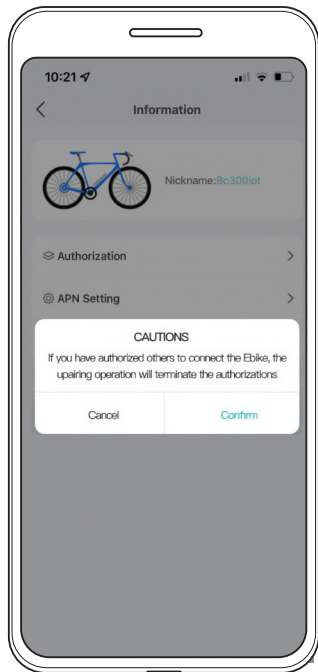 10:21
Information
Nickname:Bc300iot
Authorization
APN Setting
CAUTIONS
If you have authorized others to connect the Ebike, the
upairing operation will terminate the authorizations
Cancel
Confirm